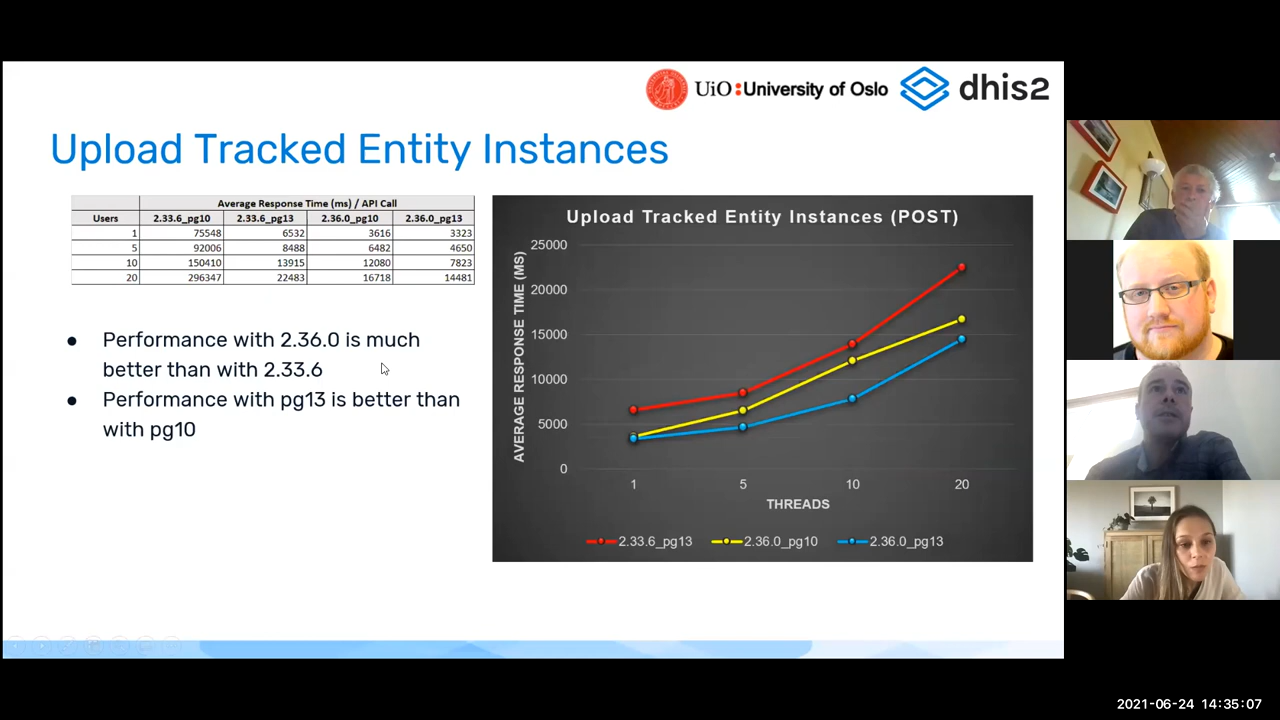 UiO:University of Oslo
dhis2
Upload Tracked Entity Instances
Average Response Time (ms) / API Call
Users 2.33.6_pg10 2.33.6_pg13 2.36.0_pg10 2.36.0_pg13
1 75548 6532 3616 3323
5 92006 8488 6482 4650
10 150410 13915 12080 7823
20 296347 22483 16718 14481
● Performance with 2.36.0 is much
better than with 2.33.6
● Performance with pg13 is better than
with pg10
Upload Tracked Entity Instances (POST)
AVERAGE RESPONSE TIME (MS)
25000
20000
15000
10000
5000
0
1 5 10 20
THREADS
2.33.6_pg13 2.36.0_pg10 2.36.0_pg13
2021-06-24 14:35:07